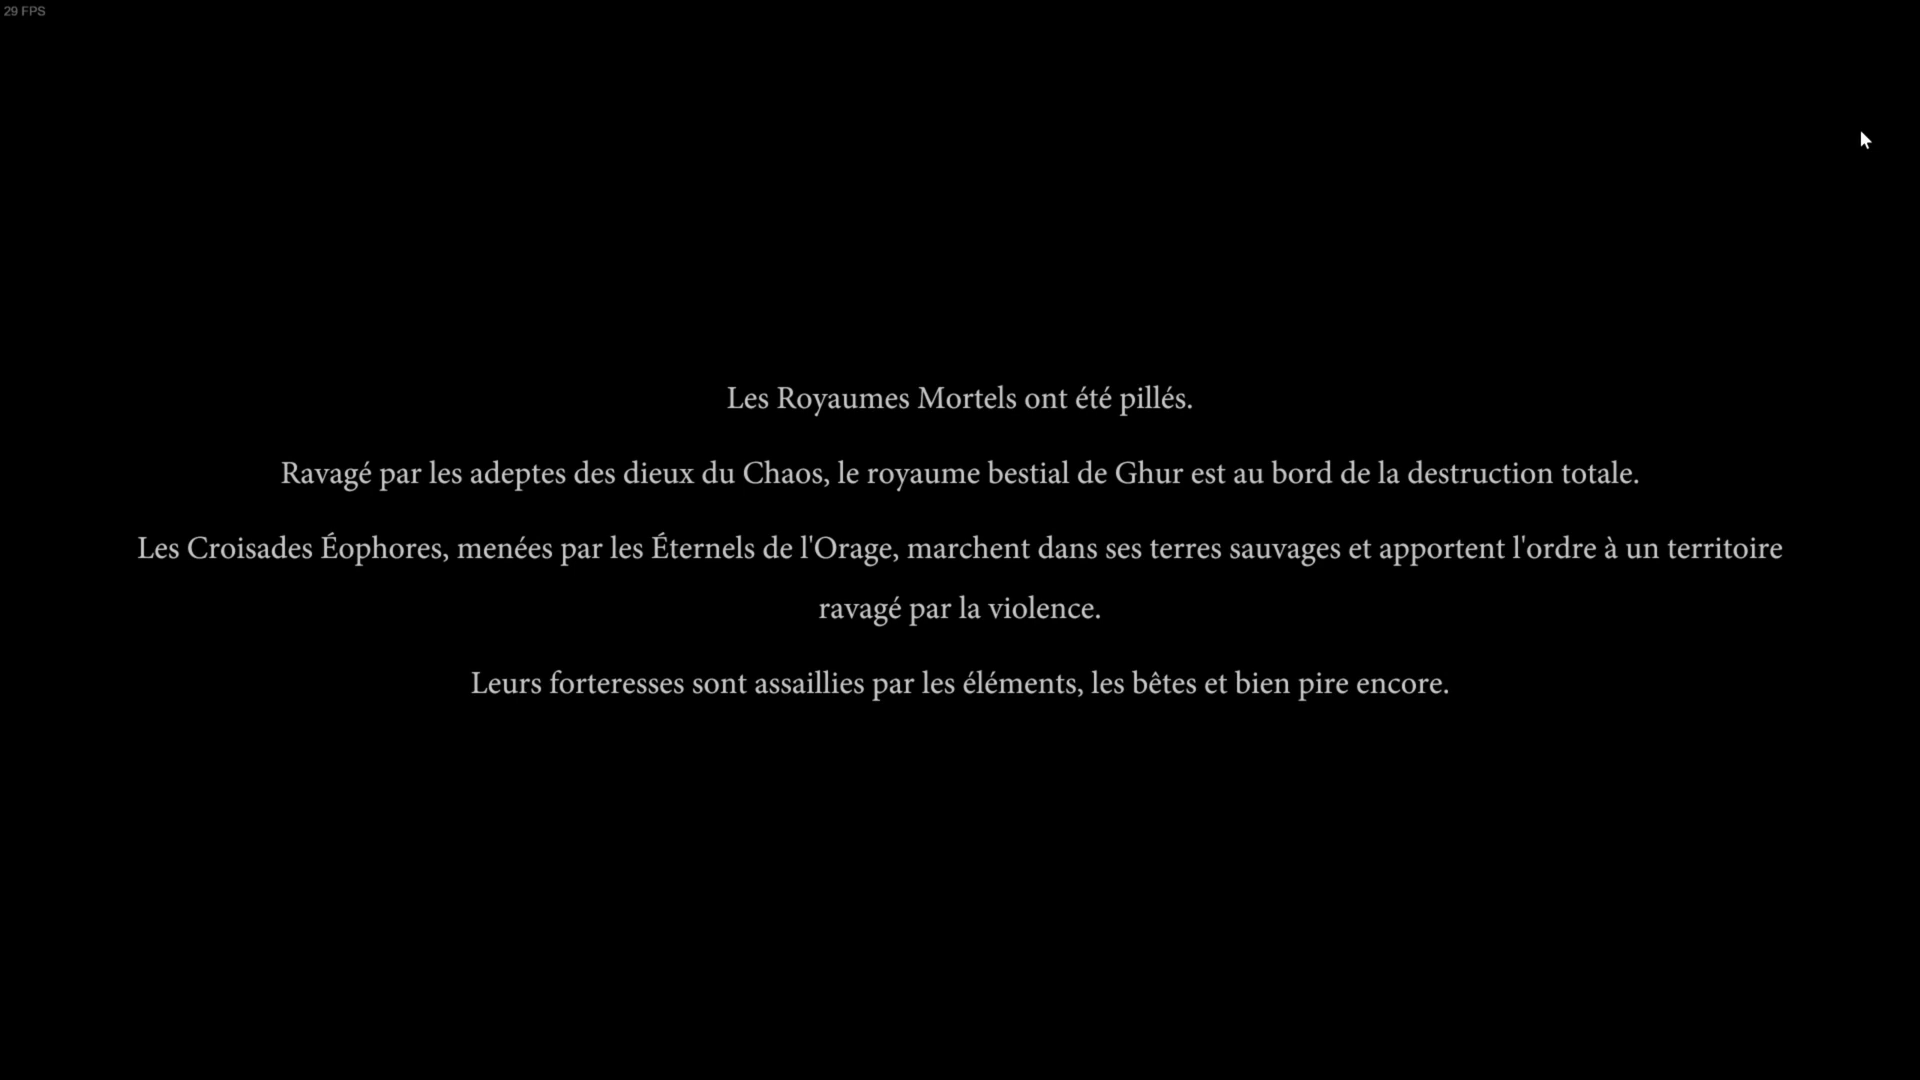 29 FPS
Les Royaumes Mortels ont été pillés.
Ravagé par les adeptes des dieux du Chaos, le royaume bestial de Ghur est au bord de la destruction totale.
Les Croisades Éophores, menées par les Éternels de l'Orage, marchent dans ses terres sauvages et apportent l'ordre à un territoire
ravagé par la violence.
Leurs forteresses sont assaillies par les éléments, les bêtes et bien pire encore.